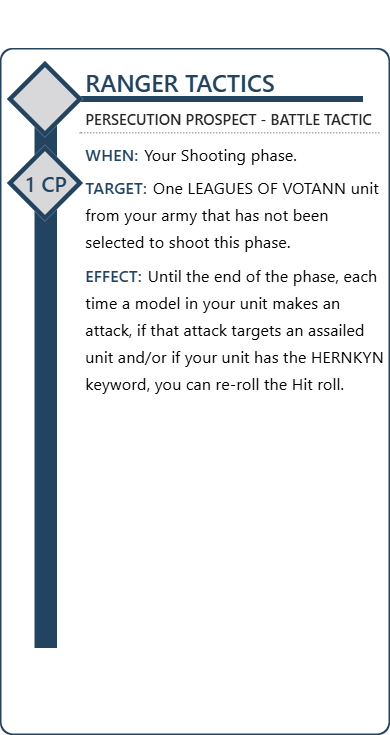 RANGER TACTICS
PERSECUTION PROSPECT - BATTLE TACTIC
WHEN: Your Shooting phase.
1 CP
TARGET: One LEAGUES OF VOTANN unit
from your army that has not been
selected to shoot this phase.
EFFECT: Until the end of the phase, each
time a model in your unit makes an
attack, if that attack targets an assailed
unit and/or if your unit has the HERNKYN
keyword, you can re-roll the Hit roll.